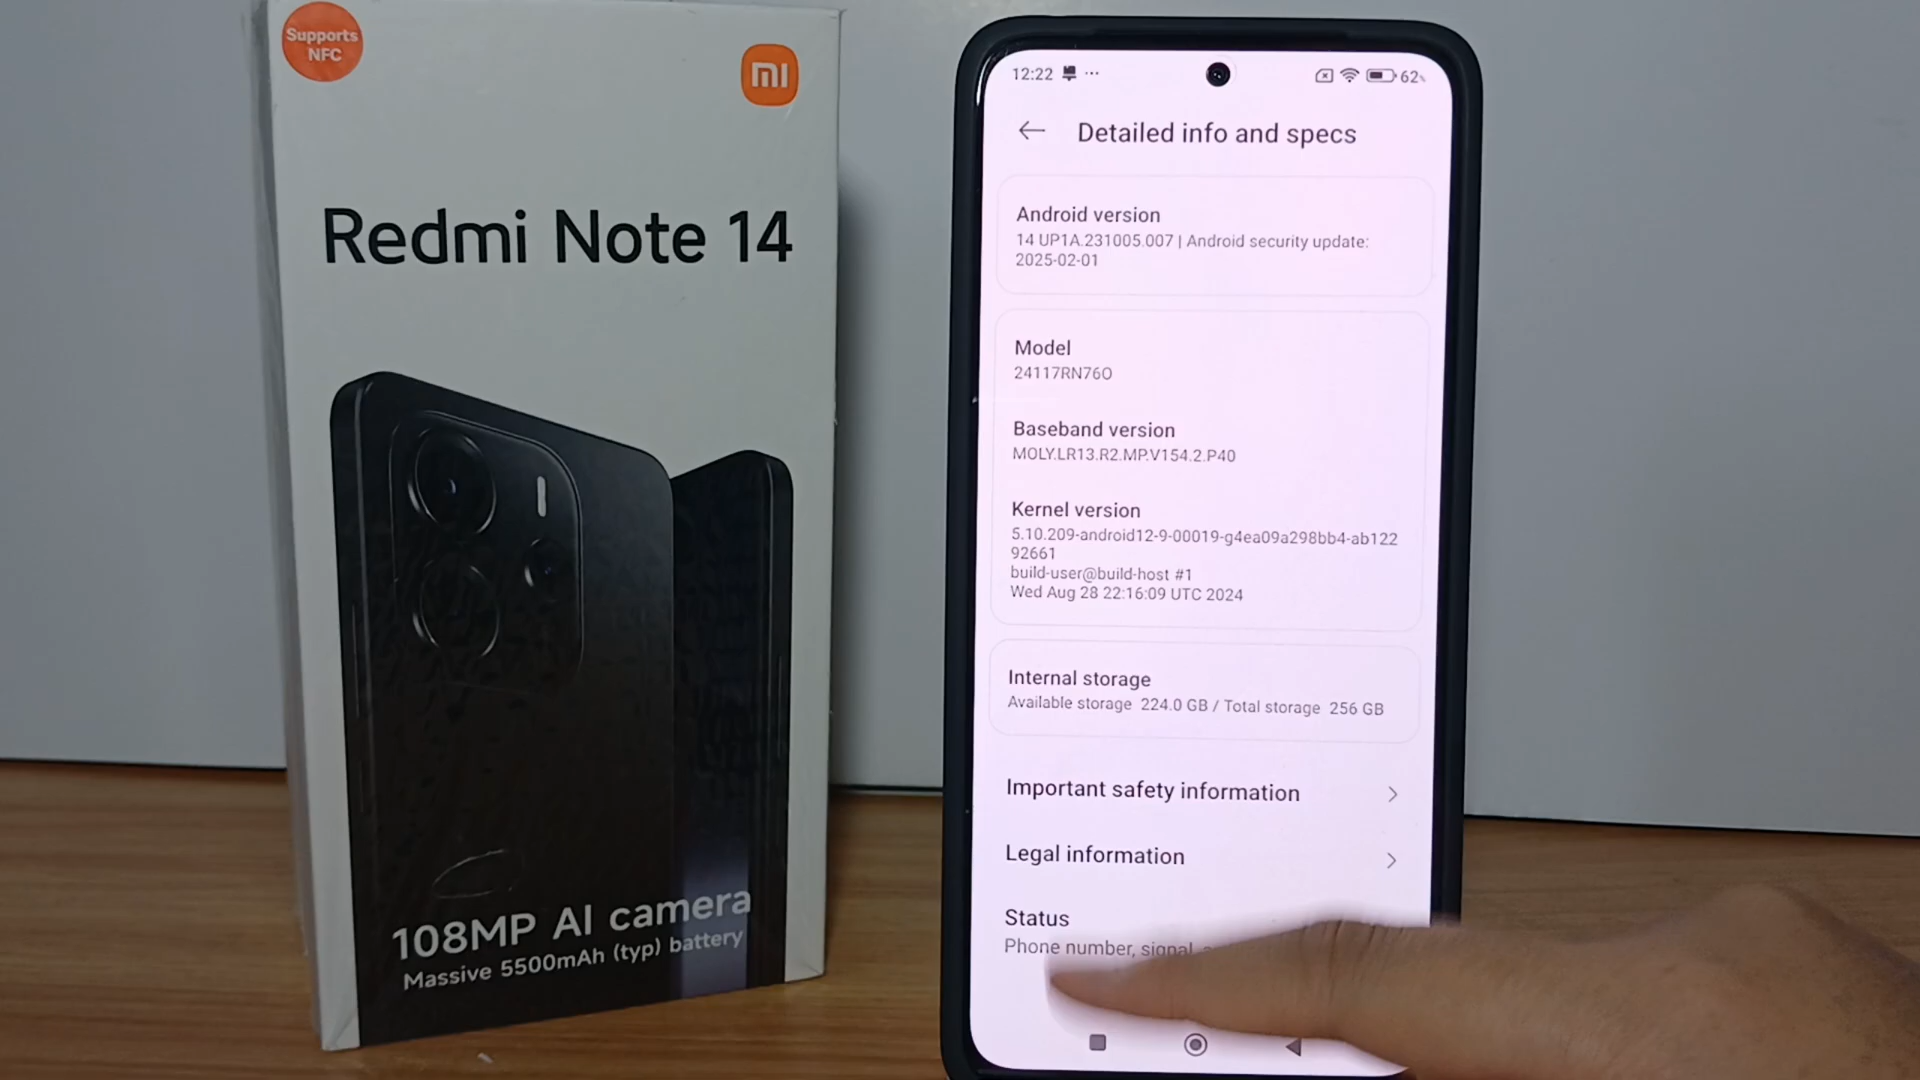 Supports
NFC
mi
Redmi Note 14
108MP AI camera
Massive 5500mAh (typ) battery
12:22 ... 62%
Detailed info and specs
Android version
14 UP1A.231005.007 | Android security update:
2025-02-01
Model
24117RN76O
Baseband version
MOLY.LR13.R2.MP.V154.2.P40
Kernel version
5.10.209-android12-9-00019-g4ea09a298bb4-ab122
92661
build-user@build-host #1
Wed Aug 28 22:16:09 UTC 2024
Internal storage
Available storage 224.0 GB / Total storage 256 GB
Important safety information
Legal information
Status
Phone number, signal,